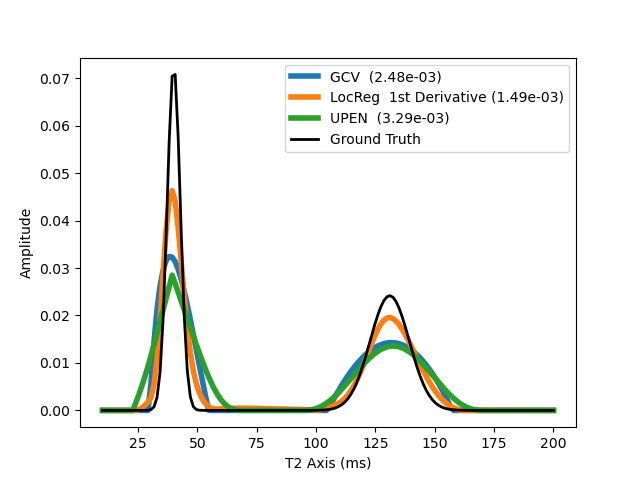 GCV (2.48e-03)
LocReg 1st Derivative (1.49e-03)
UPEN (3.29e-03)
Ground Truth
0.07
0.06
0.05
0.04
0.03
0.02
0.01
0.00
Amplitude
25 50 75 100 125 150 175 200
T2 Axis (ms)